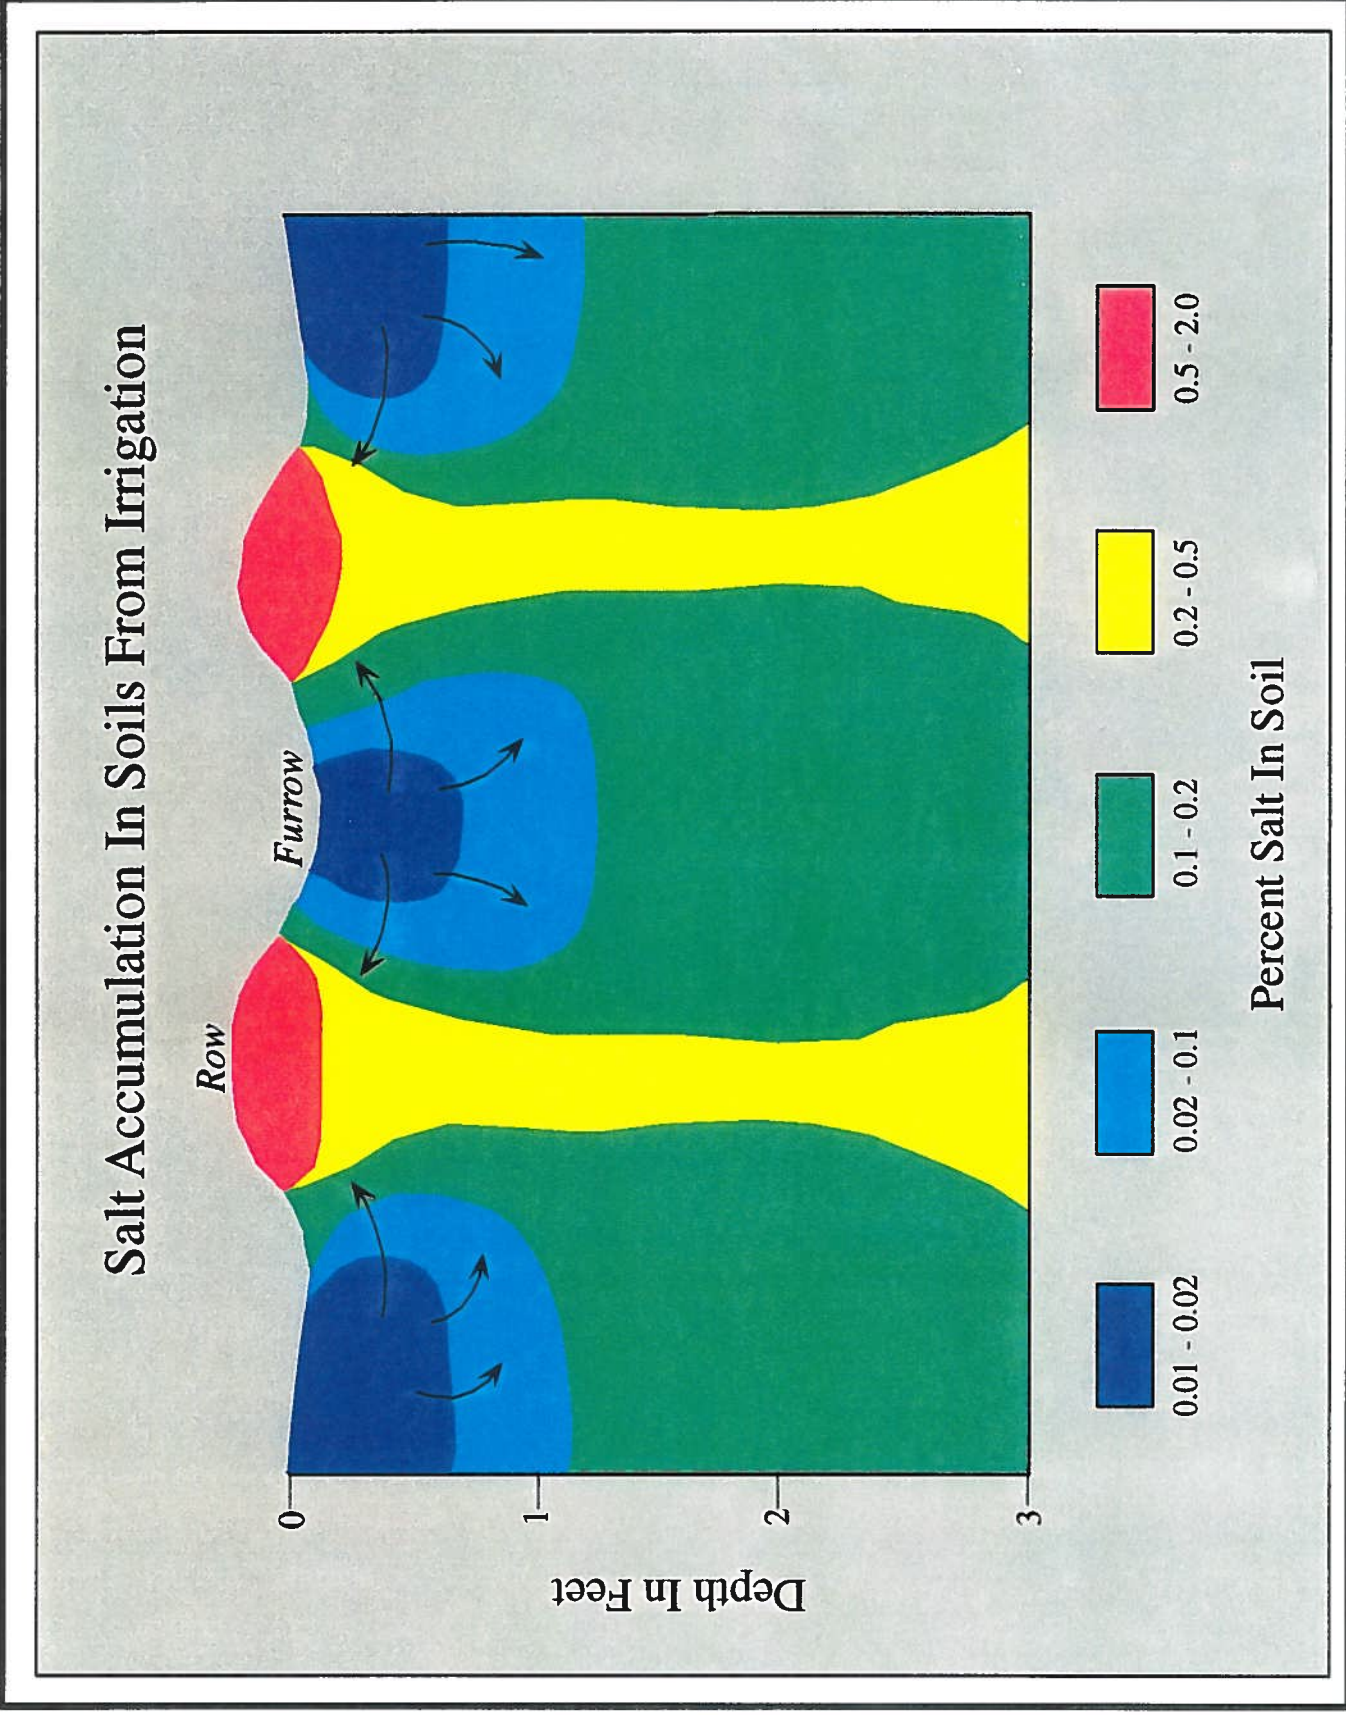 Salt Accumulation In Soils From Irrigation
Row
Furrow
0
1
2
3
Depth In Feet
0.01 - 0.02
0.02 - 0.1
0.1 - 0.2
0.2 - 0.5
0.5 - 2.0
Percent Salt In Soil